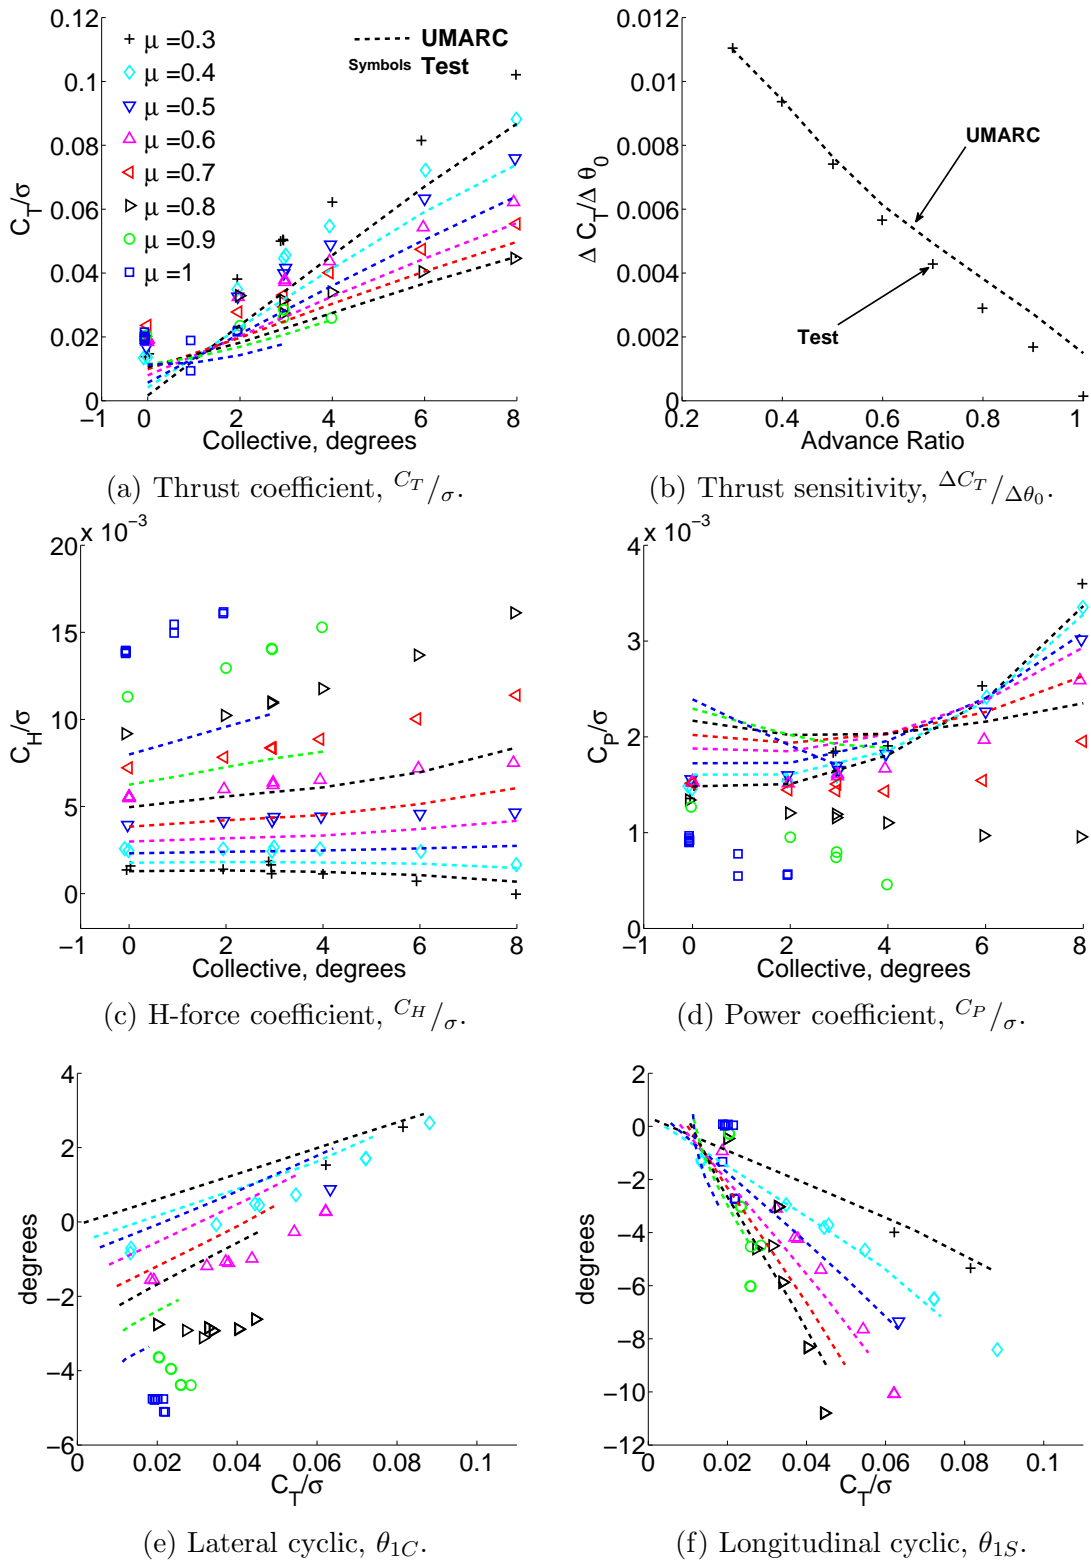 0.12
0.1
0.08
0.06
0.04
0.02
0
C_T/σ
μ =0.3
μ =0.4
μ =0.5
μ =0.6
μ =0.7
μ =0.8
μ =0.9
μ =1
UMARC
Symbols Test
−1 0 2 4 6 8
Collective, degrees
(a) Thrust coefficient, C_T/σ.
0.012
0.01
0.008
0.006
0.004
0.002
0
Δ C_T/Δ θ_0
UMARC
Test
0.2 0.4 0.6 0.8 1
Advance Ratio
(b) Thrust sensitivity, ΔC_T/Δθ_0.
x 10^−3
20
15
10
5
0
C_H/σ
−1 0 2 4 6 8
Collective, degrees
(c) H-force coefficient, C_H/σ.
x 10^−3
4
3
2
1
0
C_P/σ
−1 0 2 4 6 8
Collective, degrees
(d) Power coefficient, C_P/σ.
4
2
0
−2
−4
−6
degrees
0 0.02 0.04 0.06 0.08 0.1
C_T/σ
(e) Lateral cyclic, θ_1C.
2
0
−2
−4
−6
−8
−10
−12
degrees
0 0.02 0.04 0.06 0.08 0.1
C_T/σ
(f) Longitudinal cyclic, θ_1S.